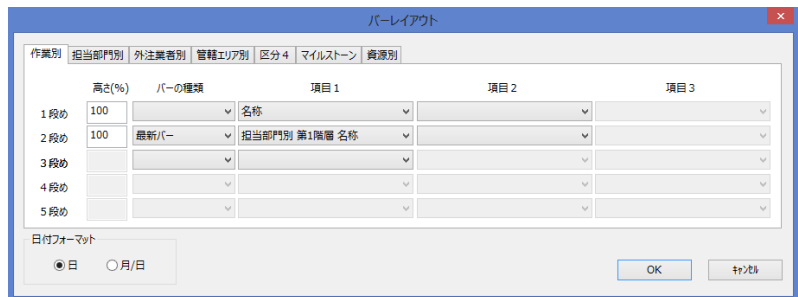 バーレイアウト
作業別 担当部門別 外注業者別 管轄エリア別 区分４ マイルストーン 資源別
高さ(%) バーの種類 項目１ 項目２ 項目３
１段め 100 名称
２段め 100 最新バー 担当部門別 第1階層 名称
３段め
４段め
５段め
日付フォーマット
日 月/日
OK ｷｬﾝｾﾙ